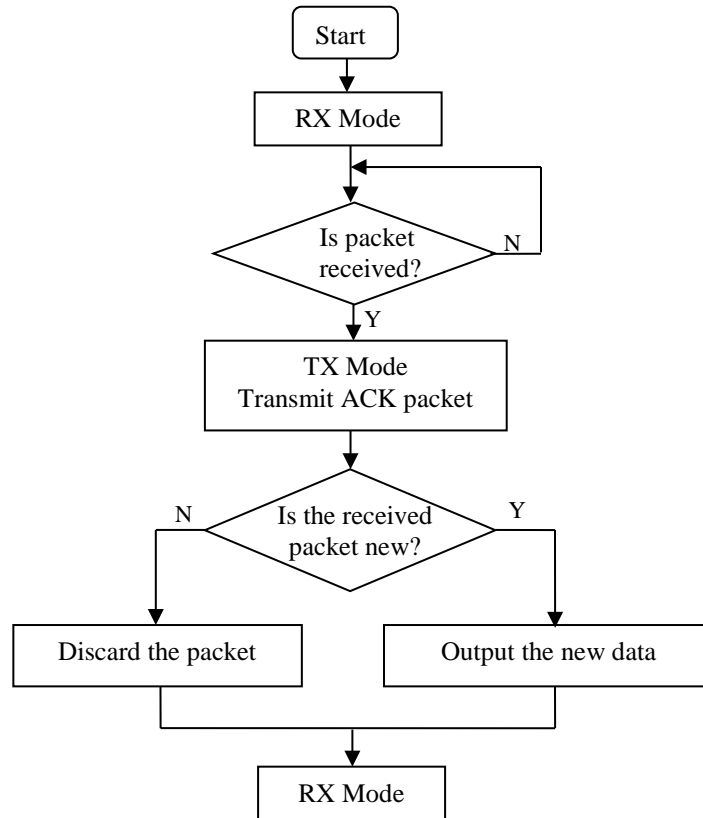 Start
RX Mode
Is packet
received?
N
Y
TX Mode
Transmit ACK packet
N
Is the received
packet new?
Y
Discard the packet
Output the new data
RX Mode